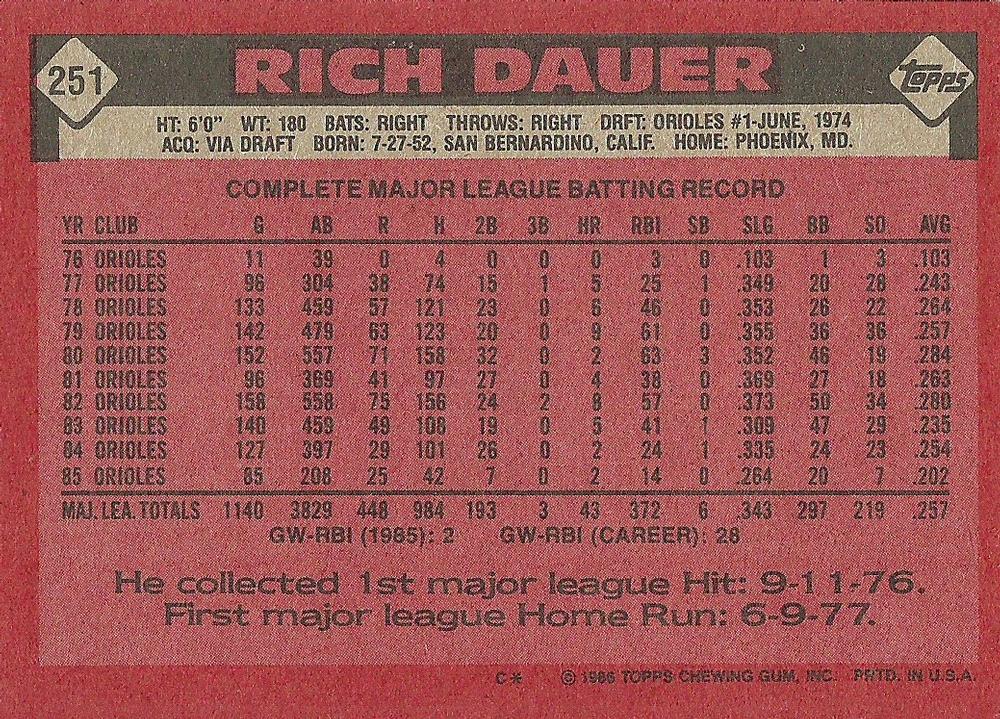 251 RICH DAUER TOPPS
HT: 6'0" WT: 180 BATS: RIGHT THROWS: RIGHT DRFT: ORIOLES #1-JUNE, 1974
ACQ: VIA DRAFT BORN: 7-27-52, SAN BERNARDINO, CALIF. HOME: PHOENIX, MD.
COMPLETE MAJOR LEAGUE BATTING RECORD
YR CLUB G AB R H 2B 3B HR RBI SB SLG BB SO AVG
76 ORIOLES 11 39 0 4 0 0 0 3 0 .103 1 3 .103
77 ORIOLES 96 304 38 74 15 1 5 25 1 .349 20 28 .243
78 ORIOLES 133 459 57 121 23 0 6 46 0 .353 26 22 .264
79 ORIOLES 142 479 63 123 20 0 9 61 0 .355 36 36 .257
80 ORIOLES 152 557 71 158 32 0 2 63 3 .352 46 19 .284
81 ORIOLES 96 369 41 97 27 0 4 38 0 .369 27 18 .263
82 ORIOLES 158 558 75 156 24 2 8 57 0 .373 50 34 .280
83 ORIOLES 140 459 49 108 19 0 5 41 1 .309 47 29 .235
84 ORIOLES 127 397 29 101 26 0 2 24 1 .335 24 23 .254
85 ORIOLES 85 208 25 42 7 0 2 14 0 .264 20 7 .202
MAJ. LEA. TOTALS 1140 3829 448 984 193 3 43 372 6 .343 297 219 .257
GW-RBI (1985): 2 GW-RBI (CAREER): 28
He collected 1st major league Hit: 9-11-76.
First major league Home Run: 6-9-77.
C* © 1986 TOPPS CHEWING GUM, INC. PRTD. IN U.S.A.